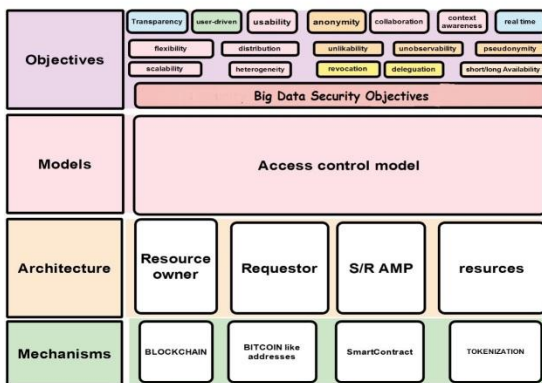 Transparency
user-driven
usability
anonymity
collaboration
context
awareness
real time
flexibility
distribution
unlikability
unobservability
pseudonymity
scalability
heterogeneity
revocation
deleguation
short/long Availability
Objectives
Big Data Security Objectives
Models
Access control model
Architecture
Resource
owner
Requestor
S/R AMP
resurces
Mechanisms
BLOCKCHAIN
BITCOIN like
addresses
SmartContract
TOKENIZATION